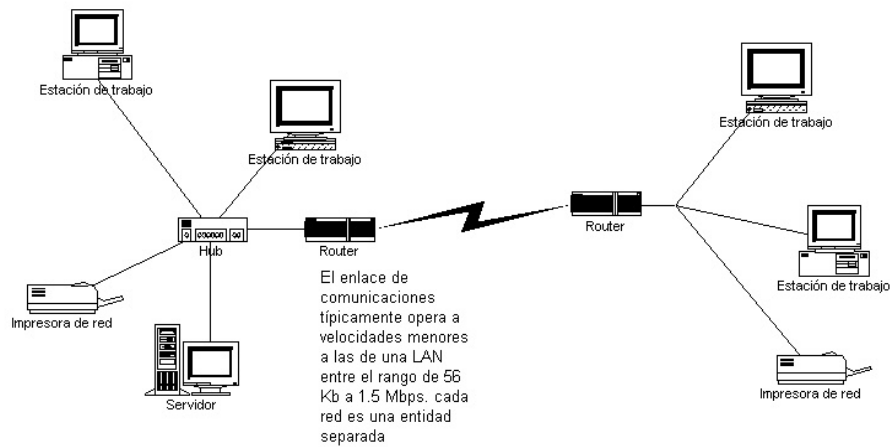 Estación de trabajo
Estación de trabajo
Estación de trabajo
Hub
Router
Router
Estación de trabajo
Impresora de red
Servidor
El enlace de
comunicaciones
típicamente opera a
velocidades menores
a las de una LAN
entre el rango de 56
Kb a 1.5 Mbps. cada
red es una entidad
separada
Impresora de red